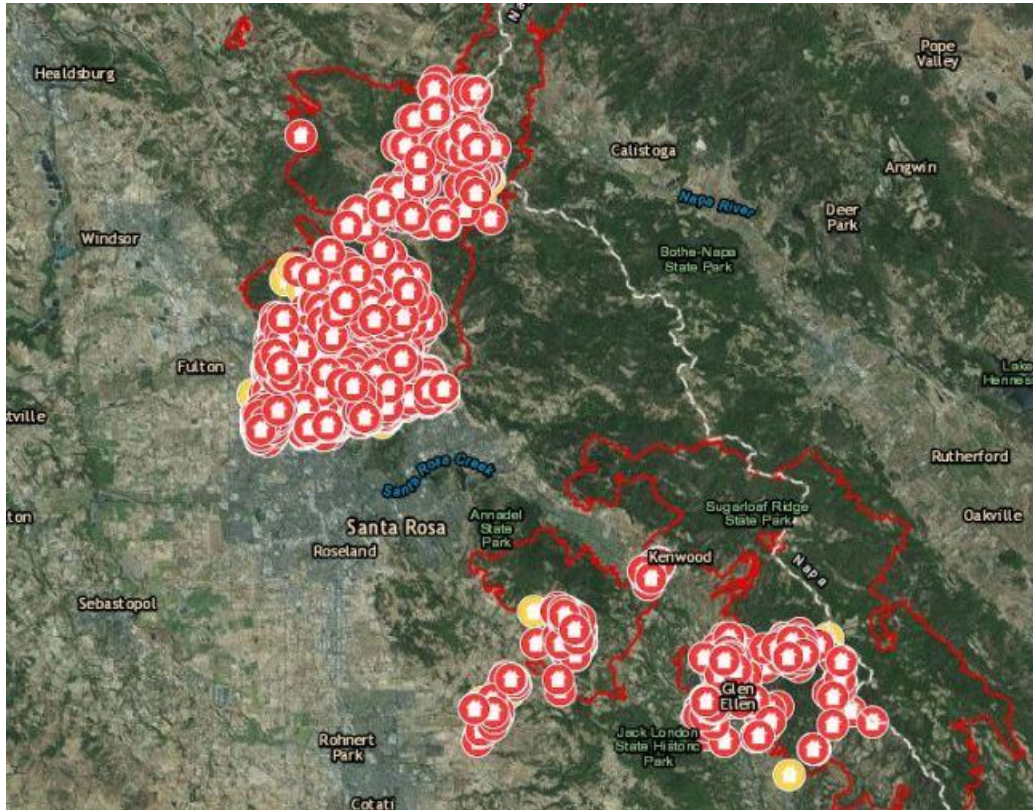 Na
Pope
Valley
Healdsburg
Calistoga
Angwin
Napa River
Deer
Park
Windsor
Bothe-Napa
State Park
Fulton
Lake
Hennes
tville
Rutherford
Santa Rosa Creek
Sugarloaf Ridge
State Park
Annadel
State
Park
ton
Oakville
Santa Rosa
Roseland
Kenwood
Napa
Sebastopol
Glen
Ellen
Jack London
State Historic
Park
Rohnert
Park
Cotati